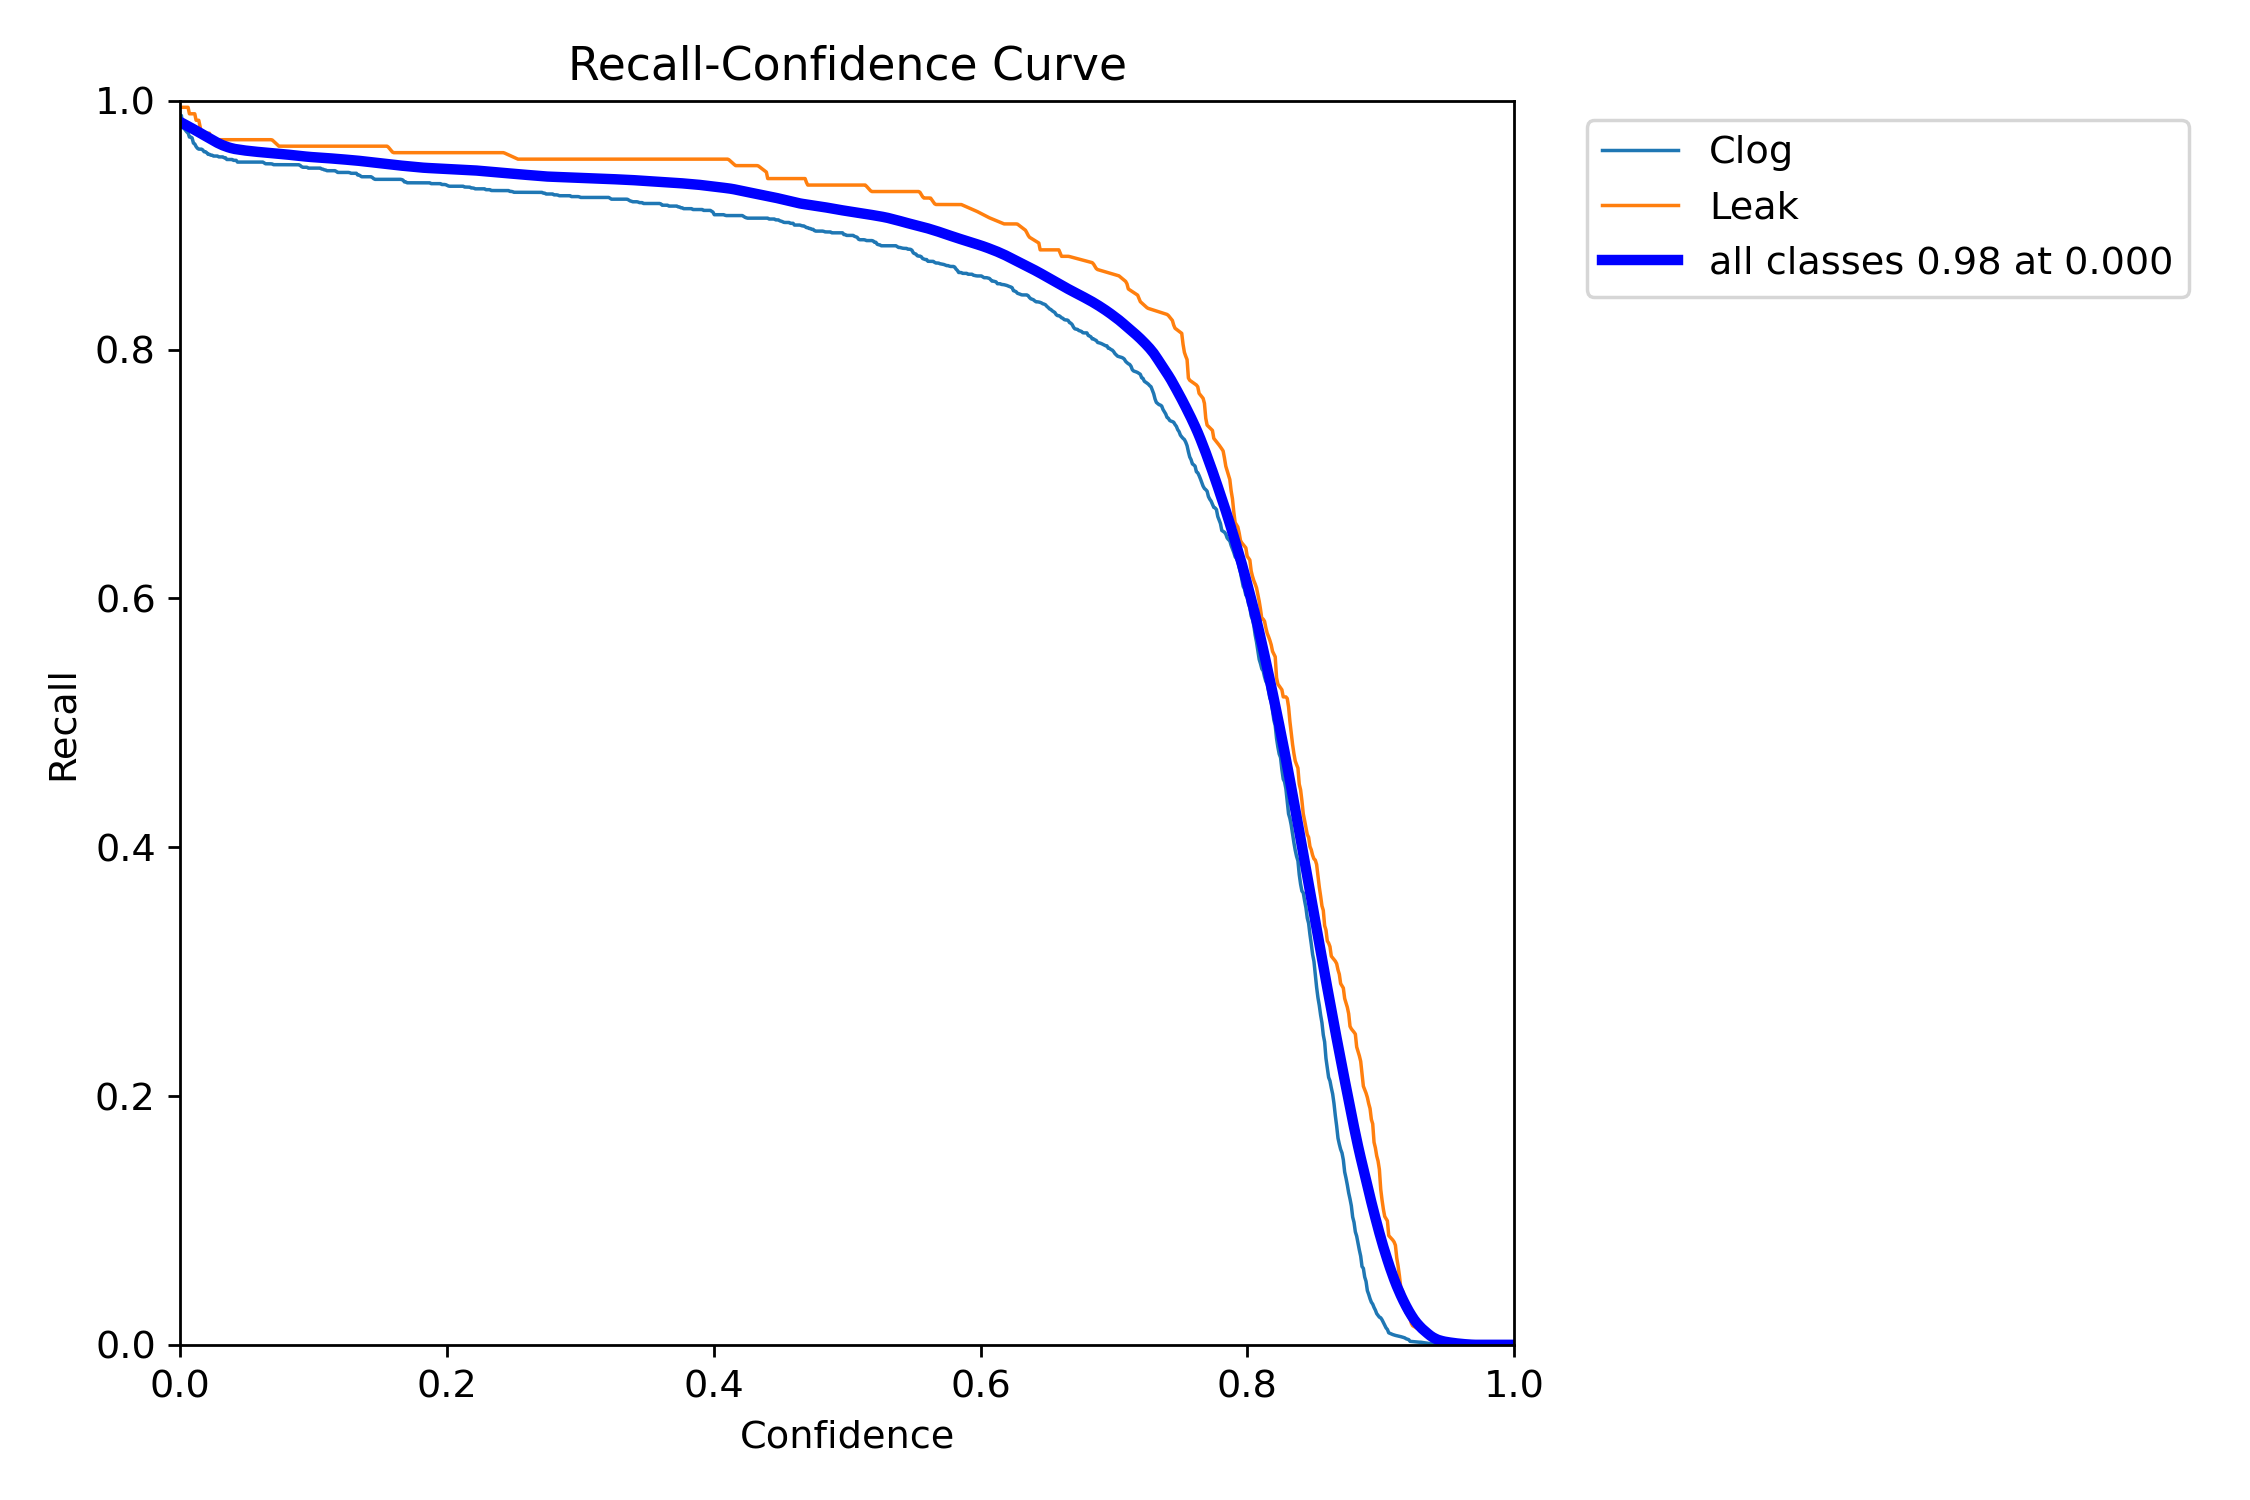 Recall-Confidence Curve
1.0
0.8
0.6
0.4
0.2
0.0
Recall
0.0 0.2 0.4 0.6 0.8 1.0
Confidence
Clog
Leak
all classes 0.98 at 0.000